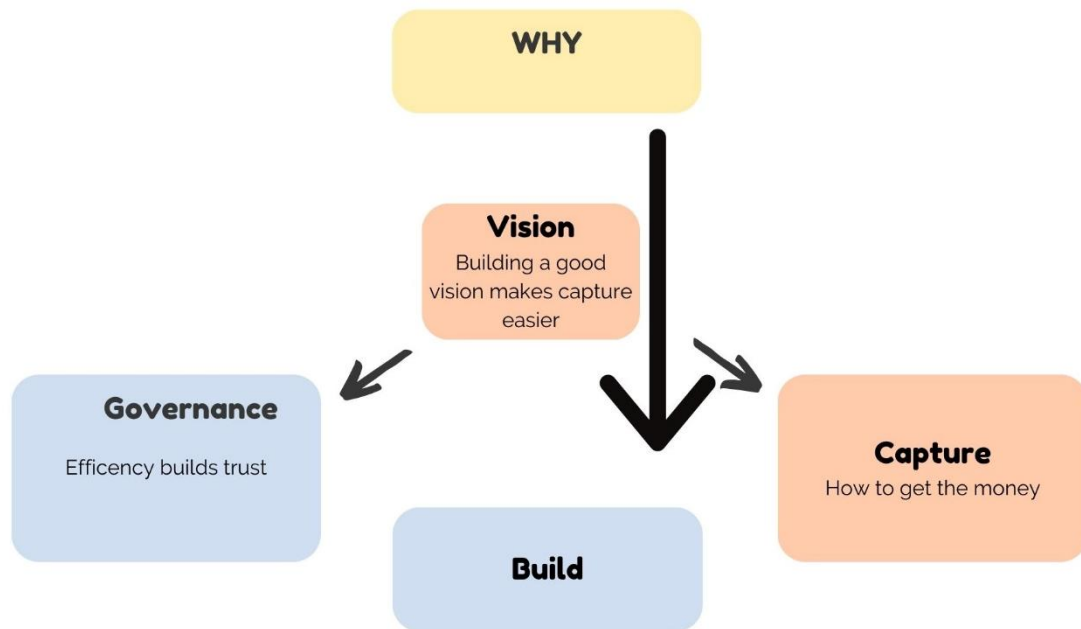 WHY
Vision
Building a good
vision makes capture
easier
Governance
Efficency builds trust
Capture
How to get the money
Build